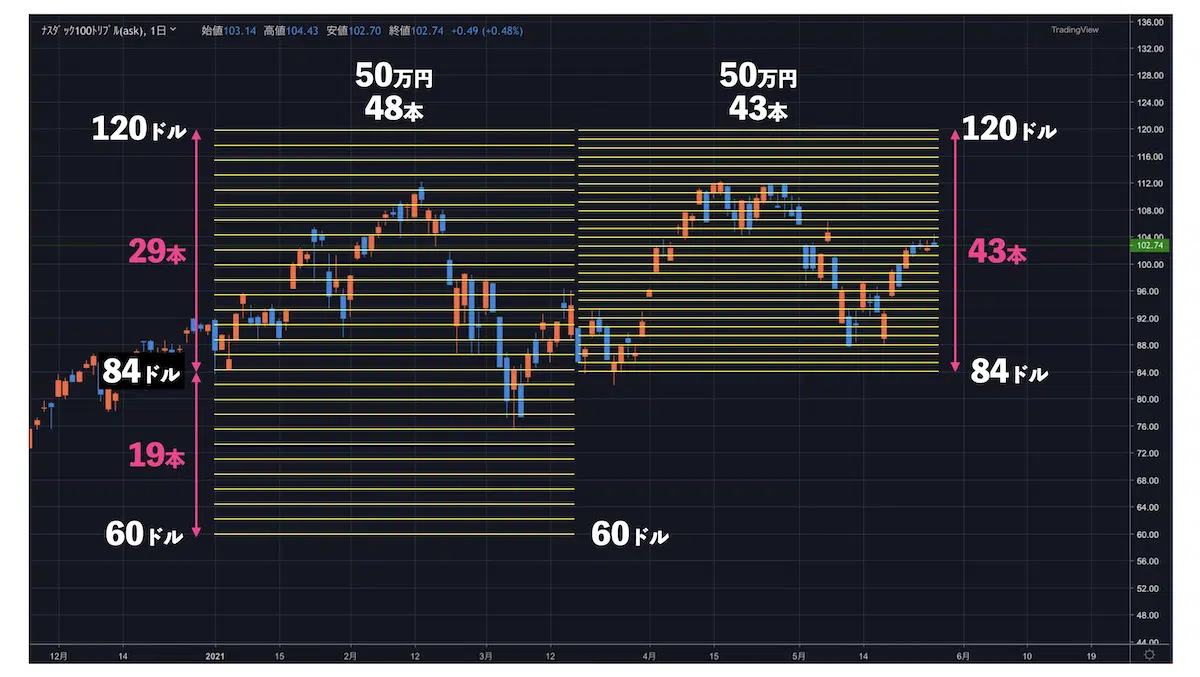 ナスダック100トリプル(ask), 1日 始値103.14 高値104.43 安値102.70 終値102.74 +0.49 (+0.48%)
TradingView
50万円
48本
50万円
43本
120ドル
120ドル
29本
43本
84ドル
84ドル
19本
60ドル
60ドル
136.00
132.00
128.00
124.00
120.00
116.00
112.00
108.00
104.00
102.74
100.00
96.00
92.00
88.00
84.00
80.00
76.00
72.00
68.00
64.00
60.00
56.00
52.00
48.00
44.00
12月 14 2021 15 2月 12 3月 12 4月 15 5月 14 6月 10 19